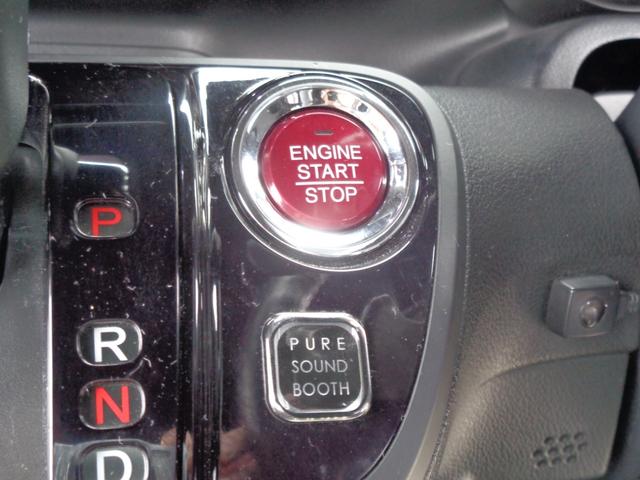 ENGINE
START
STOP
P
R
N
D
PURE
SOUND
BOOTH